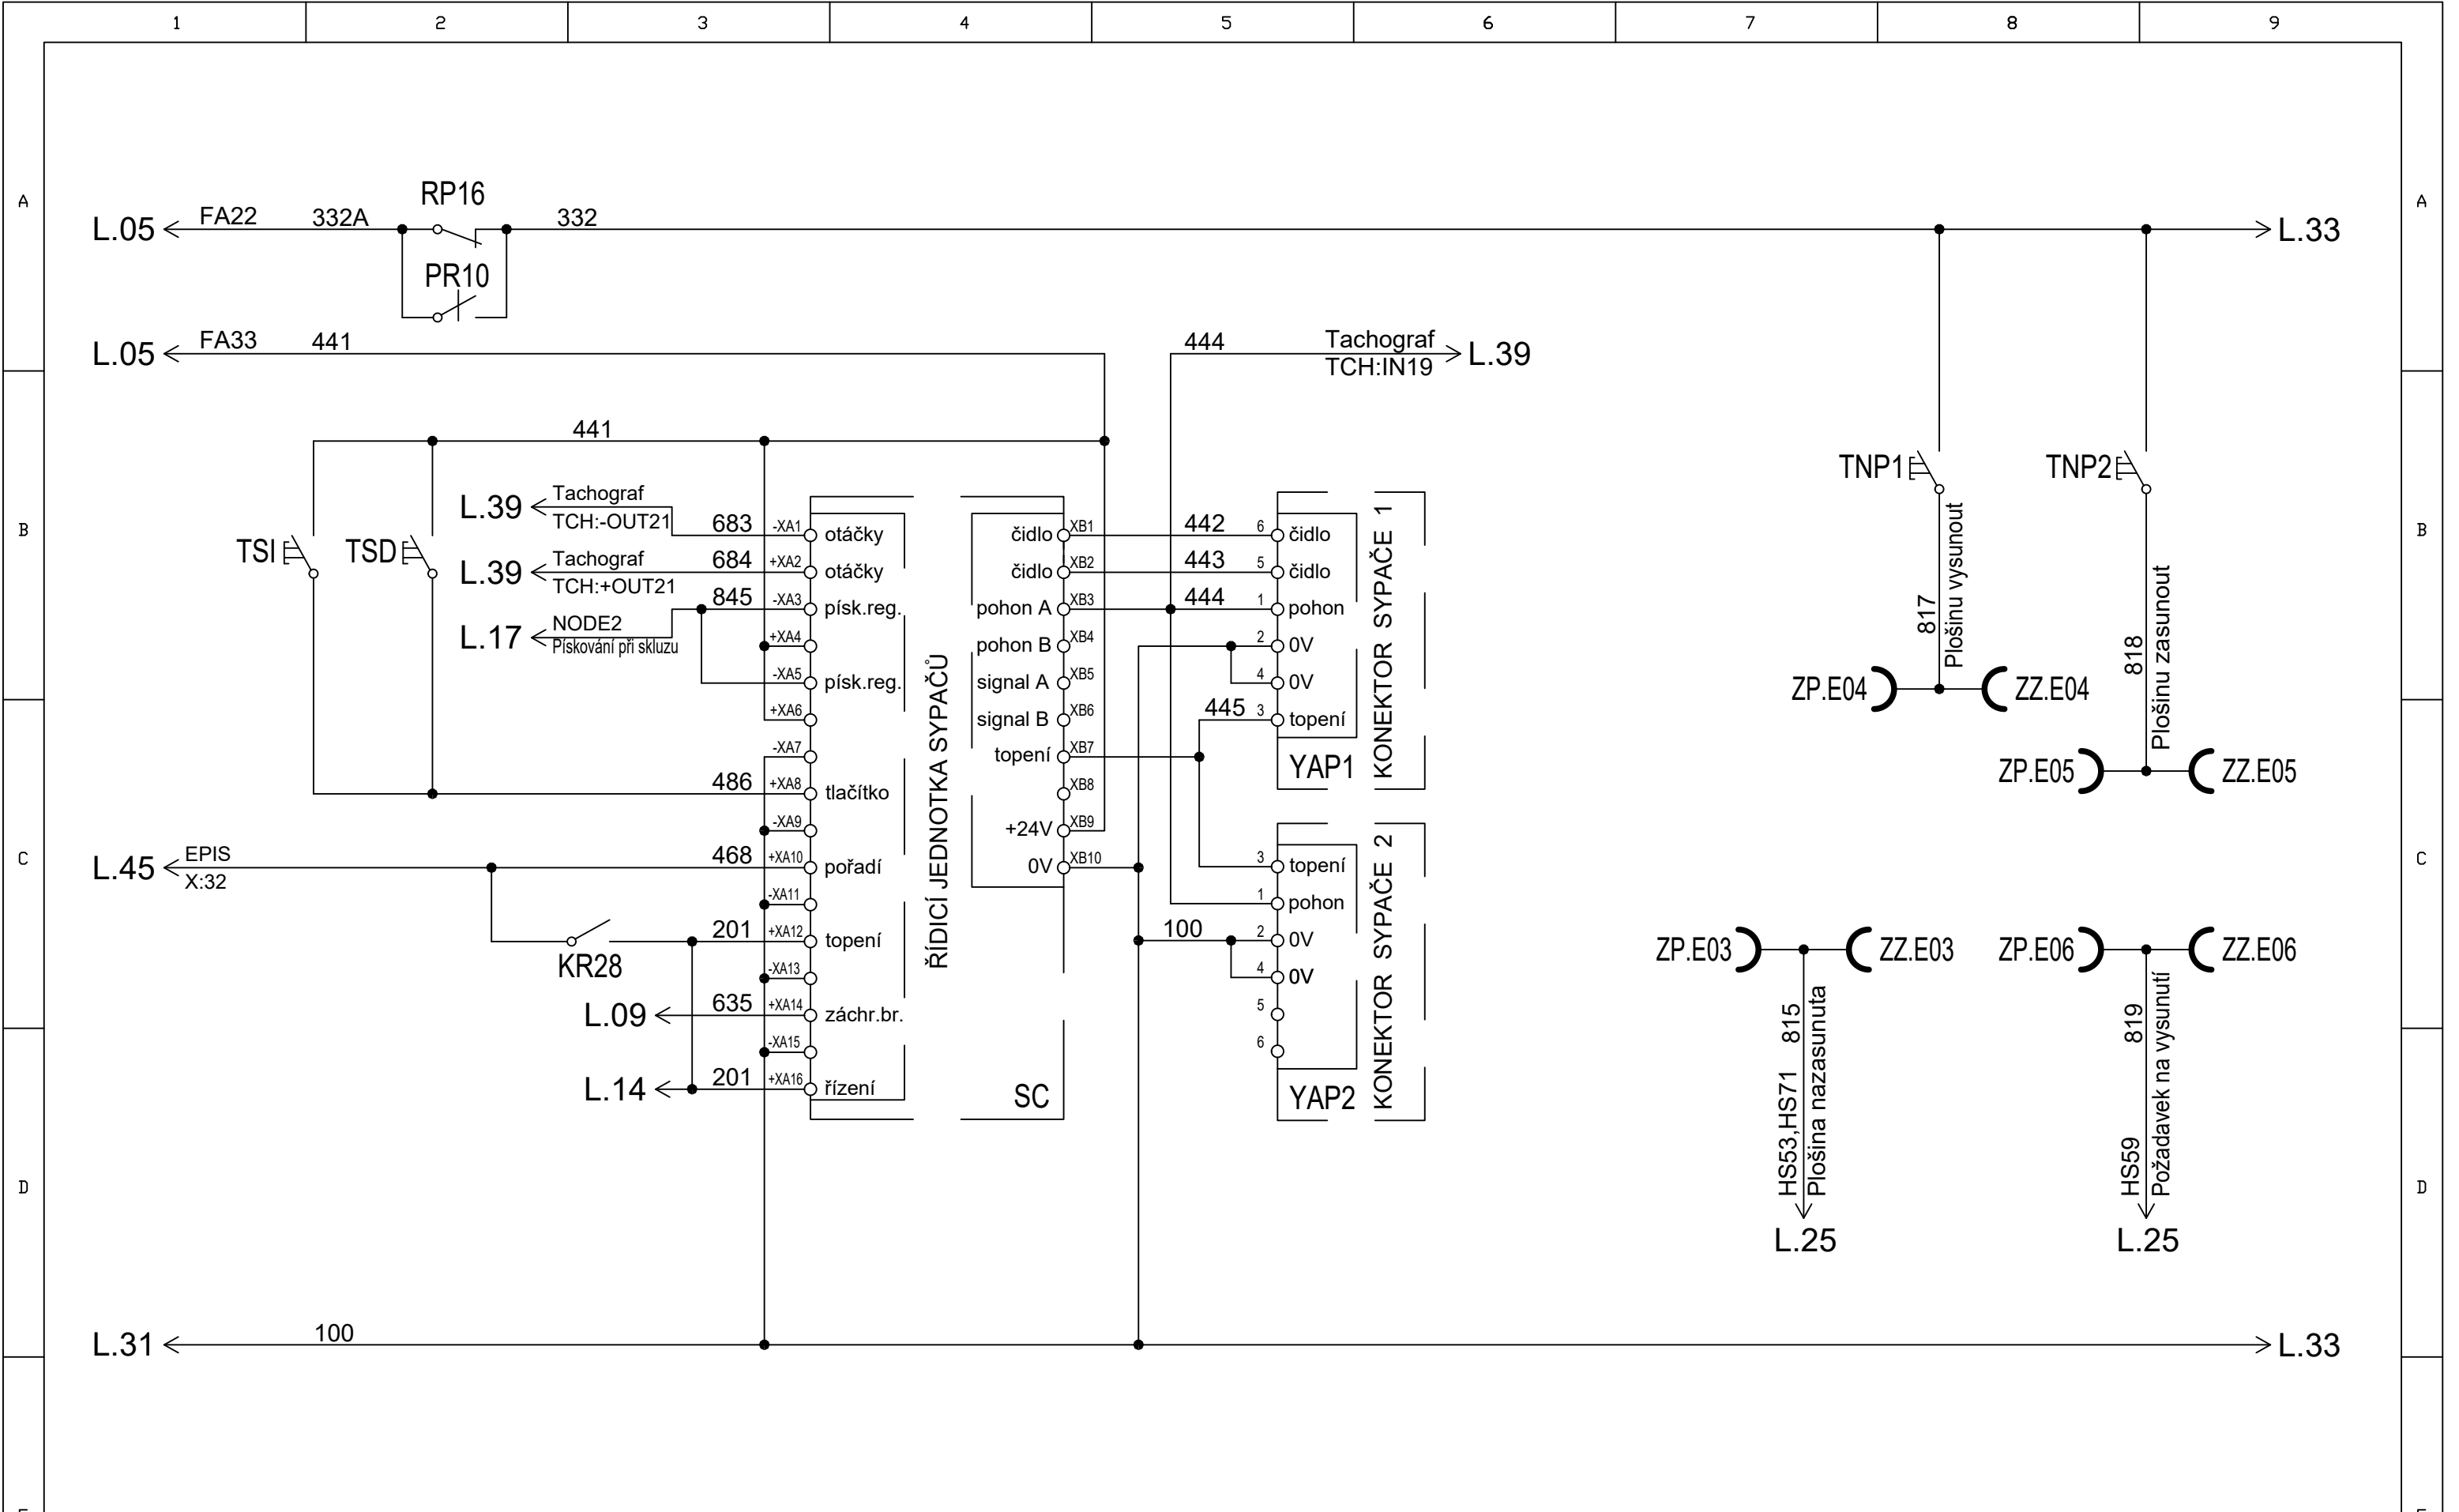 1 2 3 4 5 6 7 8 9
A A
RP16
L.05 FA22 332A 332 L.33
PR10
L.05 FA33 441 444 Tachograf L.39
TCH:IN19
441
B B
TNP1 TNP2
TSI TSD
L.39 Tachograf
TCH:-OUT21 683 -XA1 otáčky
L.39 Tachograf
TCH:+OUT21 684 +XA2 otáčky
845 -XA3 písk.reg.
L.17 NODE2
Pískování při skluzu
+XA4
-XA5 písk.reg.
+XA6
-XA7
486 +XA8 tlačítko
-XA9
L.45 EPIS
X:32
468 +XA10 pořadí
-XA11
201 +XA12 topení
KR28
-XA13
L.09 635 +XA14 záchr.br.
-XA15
L.14 201 +XA16 řízení
ŘÍDICÍ JEDNOTKA SYPAČŮ
SC
čidlo XB1 442 6 čidlo
čidlo XB2 443 5 čidlo
pohon A XB3 444 1 pohon
pohon B XB4 2 0V
signal A XB5 4 0V
signal B XB6 445 3 topení
topení XB7
XB8
+24V XB9
0V XB10
YAP1
KONEKTOR SYPAČE 1
3 topení
1 pohon
100 2 0V
4 0V
5
6
YAP2
KONEKTOR SYPAČE 2
817
Plošinu vysunout
818
Plošinu zasunout
ZP.E04 ZZ.E04
ZP.E05 ZZ.E05
C C
ZP.E03 ZZ.E03 ZP.E06 ZZ.E06
HS53,HS71 815
Plošina nazasunuta
HS59 819
Požadavek na vysunutí
D D
L.25 L.25
L.31 100 L.33